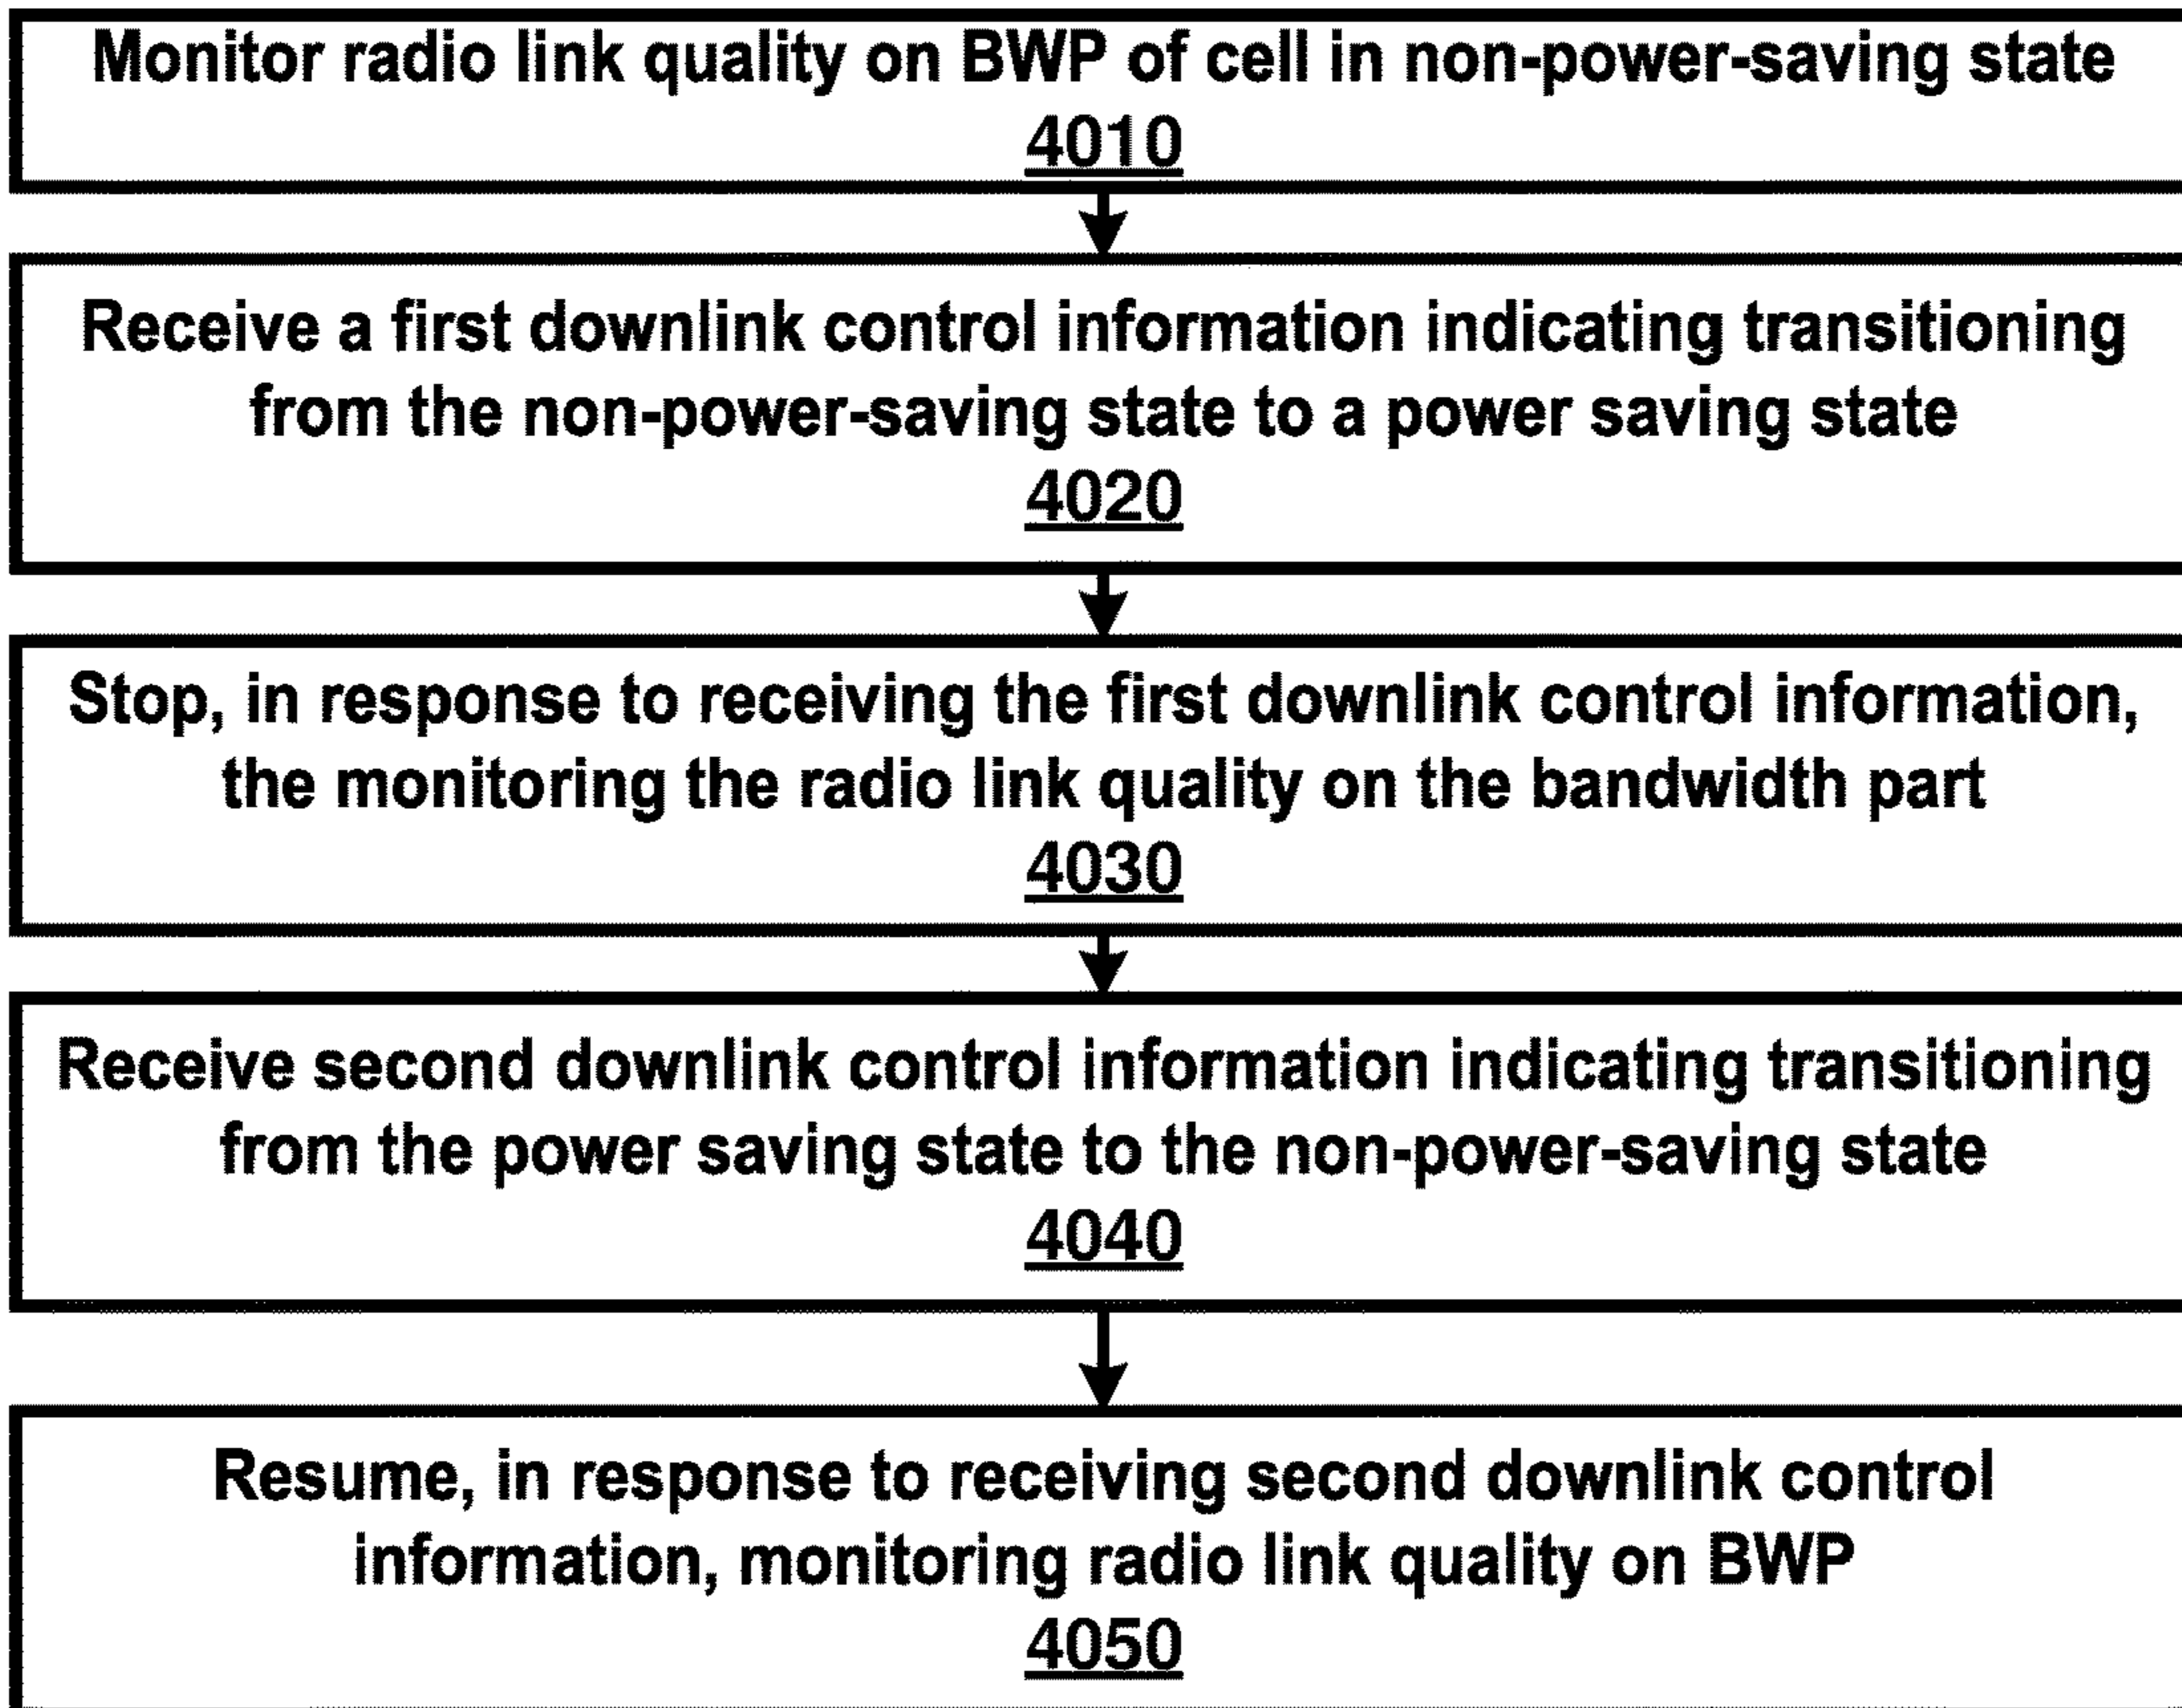 Monitor radio link quality on BWP of cell in non-power-saving state
4010
Receive a first downlink control information indicating transitioning
from the non-power-saving state to a power saving state
4020
Stop, in response to receiving the first downlink control information,
the monitoring the radio link quality on the bandwidth part
4030
Receive second downlink control information indicating transitioning
from the power saving state to the non-power-saving state
4040
Resume, in response to receiving second downlink control
information, monitoring radio link quality on BWP
4050